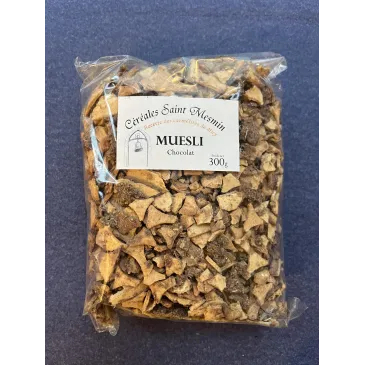 Céréales Saint Mesmin
MUESLI
Chocolat
300g